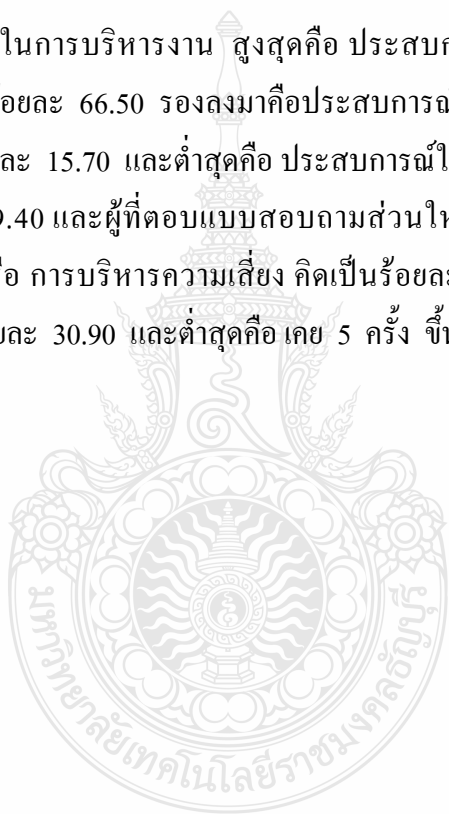 ในการบริหารงาน สูงสุดคือ ประสบก
อยละ 66.50 รองลงมาคือประสบการณ์
ละ 15.70 และต่ำสุดคือ ประสบการณ์ใ
9.40 และผู้ที่ตอบแบบสอบถามส่วนให
อ การบริหารความเสี่ยง คิดเป็นร้อยละ
ยละ 30.90 และต่ำสุดคือ เคย 5 ครั้ง ขึ้น
มหาวิทยาลัยเทคโนโลยีราชมงคลธัญบุรี